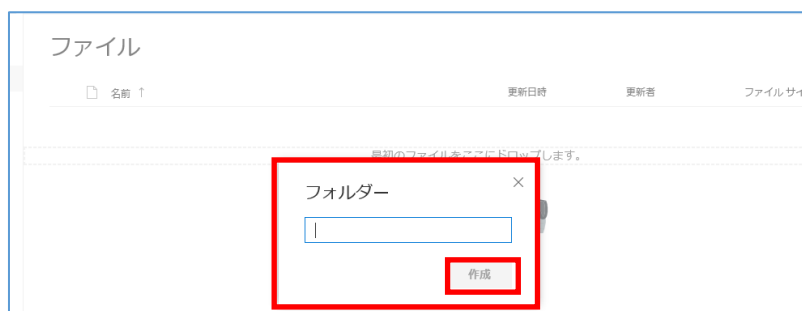 ファイル
名前 ↑ 更新日時 更新者 ファイル サイ
最初のファイルをここにドロップします。
フォルダー ×
作成